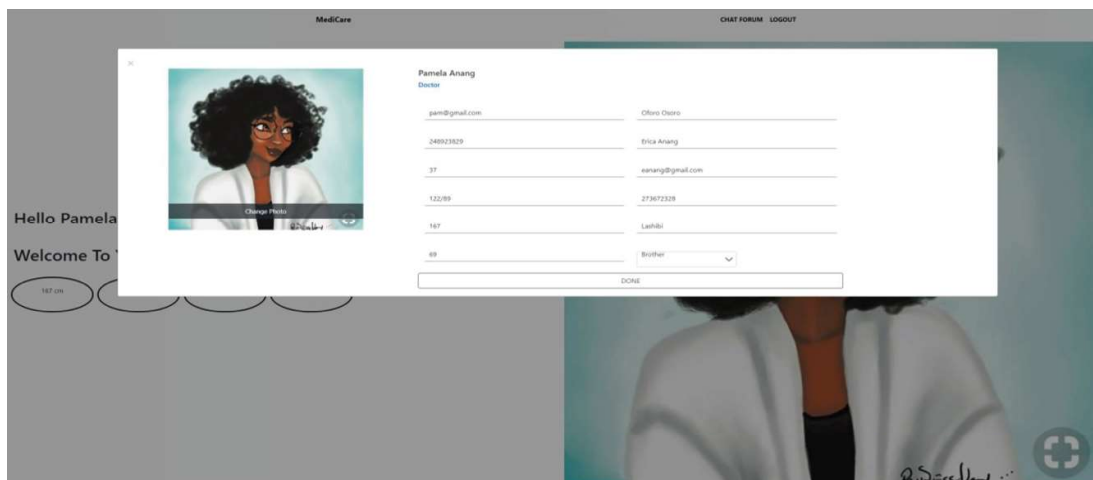 MediCare
CHAT FORUM LOGOUT
×
Pamela Anang
Doctor
pam@gmail.com
Oforo Osoro
248923829
Erica Anang
37
eanang@gmail.com
122/89
273672329
167
Lashibi
69
Brother
DONE
Change Photo
Hello Pamela
Welcome To
167 cm